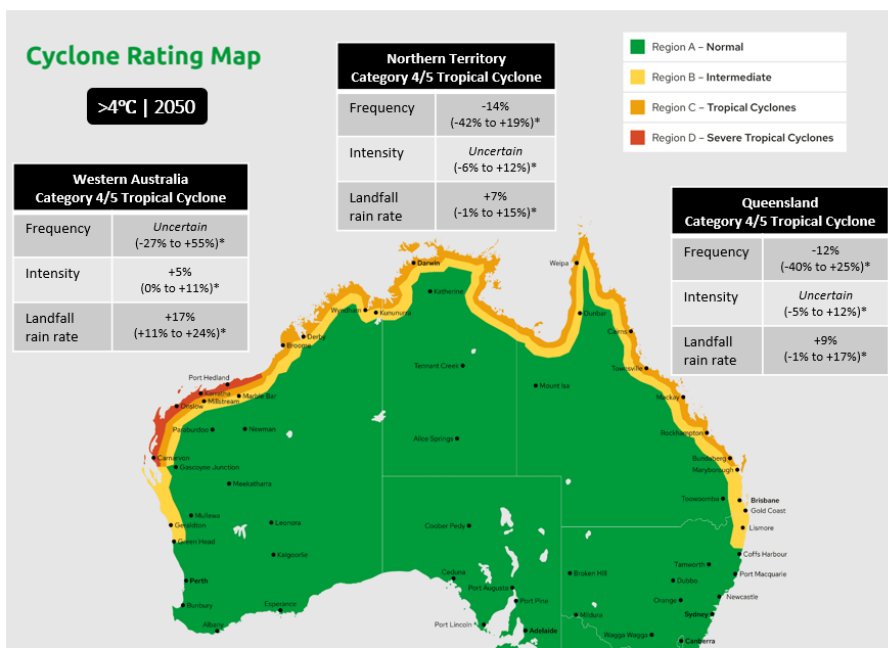 Cyclone Rating Map
>4°C | 2050
Northern Territory
Category 4/5 Tropical Cyclone
Frequency
-14%
(-42% to +19%)*
Intensity
Uncertain
(-6% to +12%)*
Landfall
rain rate
+7%
(-1% to +15%)*
Region A – Normal
Region B – Intermediate
Region C – Tropical Cyclones
Region D – Severe Tropical Cyclones
Western Australia
Category 4/5 Tropical Cyclone
Frequency
Uncertain
(-27% to +55%)*
Intensity
+5%
(0% to +11%)*
Landfall
rain rate
+17%
(+11% to +24%)*
Queensland
Category 4/5 Tropical Cyclone
Frequency
-12%
(-40% to +25%)*
Intensity
Uncertain
(-5% to +12%)*
Landfall
rain rate
+9%
(-1% to +17%)*
Darwin
Weipa
Katherine
Wyndham
Kununurra
Dunbar
Derby
Broome
Cairns
Tennant Creek
Townsville
Port Hedland
Mount Isa
Karratha
Marble Bar
Onslow
Millstream
Mackay
Paraburdoo
Newman
Alice Springs
Rockhampton
Carnarvon
Gascoyne Junction
Bundaberg
Maryborough
Meekatharra
Toowoomba
Brisbane
Gold Coast
Mullewa
Leonora
Coober Pedy
Lismore
Geraldton
Green Head
Kalgoorlie
Coffs Harbour
Ceduna
Broken Hill
Tamworth
Port Macquarie
Perth
Port Augusta
Dubbo
Bunbury
Esperance
Port Pirie
Orange
Newcastle
Albany
Port Lincoln
Mildura
Sydney
Adelaide
Wagga Wagga
Canberra